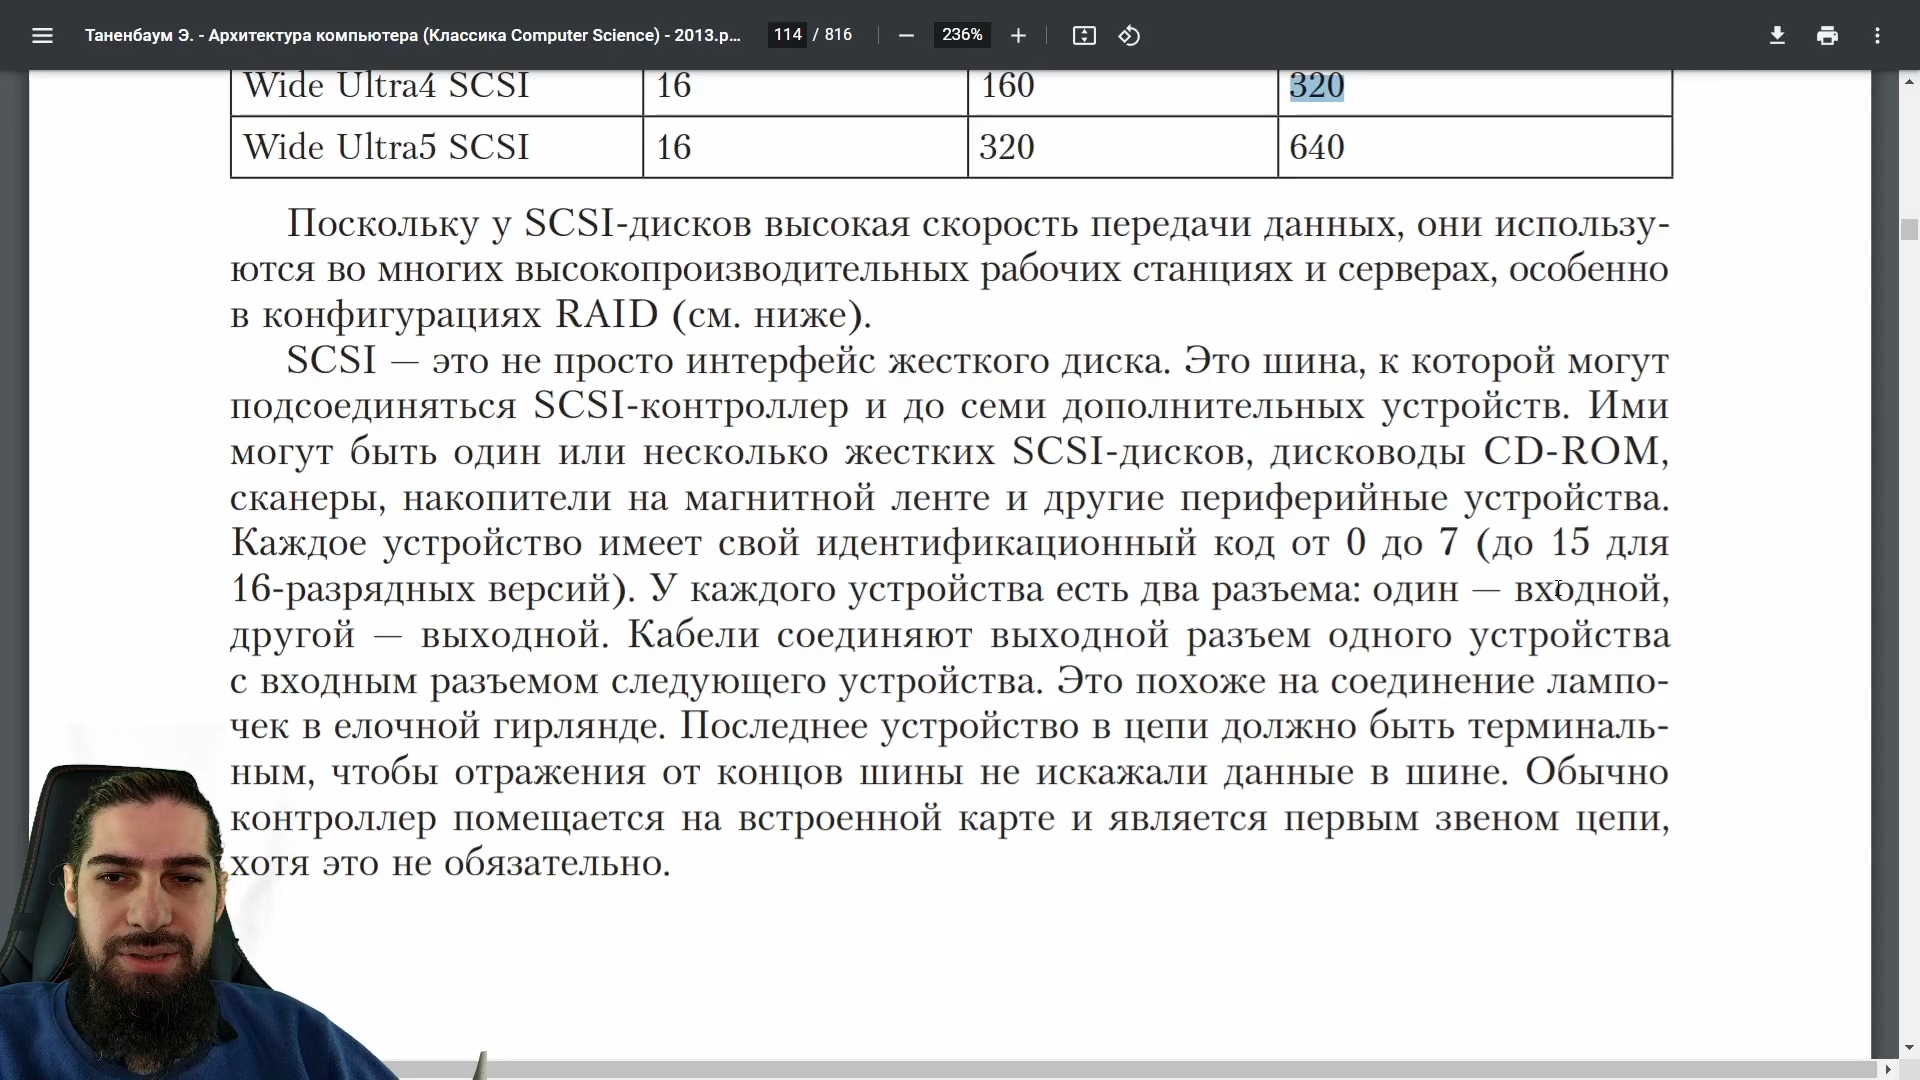 Таненбаум Э. - Архитектура компьютера (Классика Computer Science) - 2013.p... 114 / 816 236%
Wide Ultra4 SCSI 16 160 320
Wide Ultra5 SCSI 16 320 640
Поскольку у SCSI-дисков высокая скорость передачи данных, они использу-
ются во многих высокопроизводительных рабочих станциях и серверах, особенно
в конфигурациях RAID (см. ниже).
SCSI — это не просто интерфейс жесткого диска. Это шина, к которой могут
подсоединяться SCSI-контроллер и до семи дополнительных устройств. Ими
могут быть один или несколько жестких SCSI-дисков, дисководы CD-ROM,
сканеры, накопители на магнитной ленте и другие периферийные устройства.
Каждое устройство имеет свой идентификационный код от 0 до 7 (до 15 для
16-разрядных версий). У каждого устройства есть два разъема: один — входной,
другой — выходной. Кабели соединяют выходной разъем одного устройства
с входным разъемом следующего устройства. Это похоже на соединение лампо-
чек в елочной гирлянде. Последнее устройство в цепи должно быть терминаль-
ным, чтобы отражения от концов шины не искажали данные в шине. Обычно
контроллер помещается на встроенной карте и является первым звеном цепи,
хотя это не обязательно.